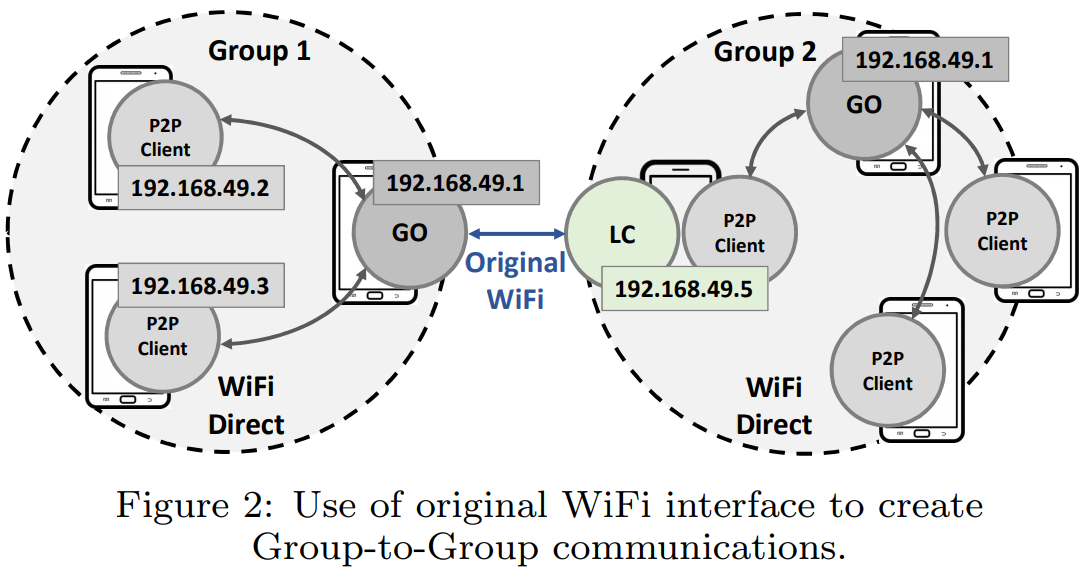 Group 1
P2P
Client
192.168.49.2
192.168.49.1
GO
192.168.49.3
P2P
Client
WiFi
Direct
Original
WiFi
Group 2
192.168.49.1
GO
LC
P2P
Client
192.168.49.5
P2P
Client
P2P
Client
WiFi
Direct
Figure 2: Use of original WiFi interface to create
Group-to-Group communications.